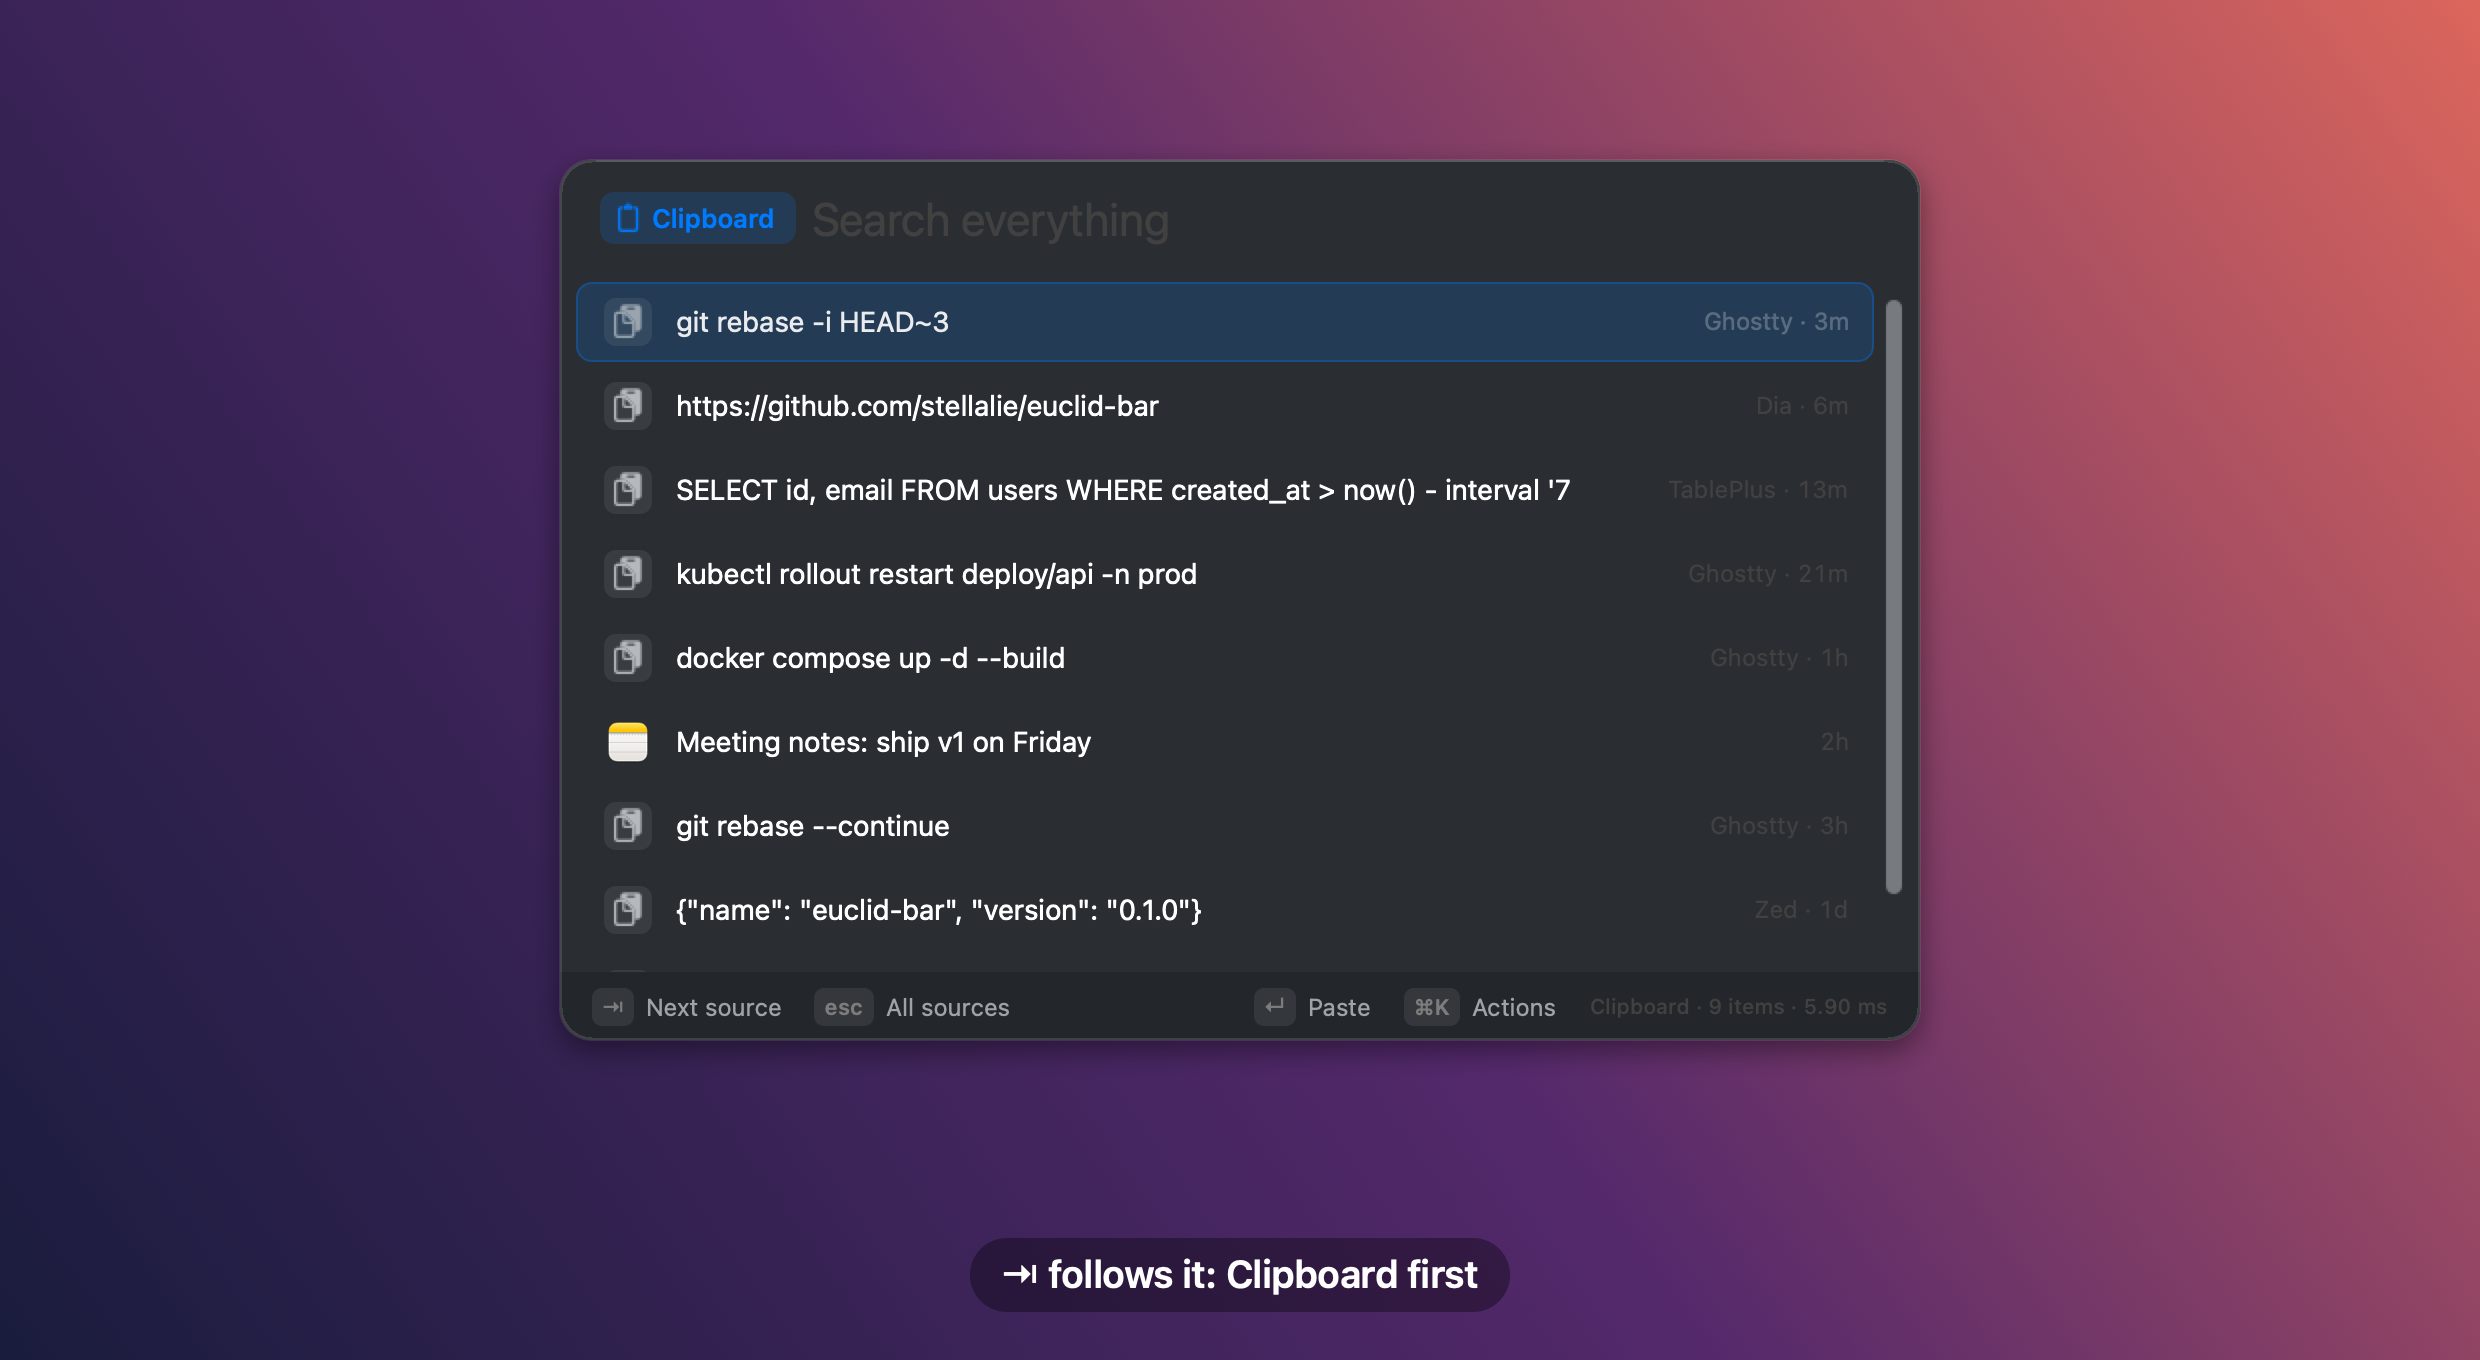 Clipboard Search everything
git rebase -i HEAD~3 Ghostty · 3m
https://github.com/stellalie/euclid-bar Dia · 6m
SELECT id, email FROM users WHERE created_at > now() - interval '7 TablePlus · 13m
kubectl rollout restart deploy/api -n prod Ghostty · 21m
docker compose up -d --build Ghostty · 1h
Meeting notes: ship v1 on Friday 2h
git rebase --continue Ghostty · 3h
{"name": "euclid-bar", "version": "0.1.0"} Zed · 1d
⇥ Next source esc All sources ↵ Paste ⌘K Actions Clipboard · 9 items · 5.90 ms
⇥ follows it: Clipboard first